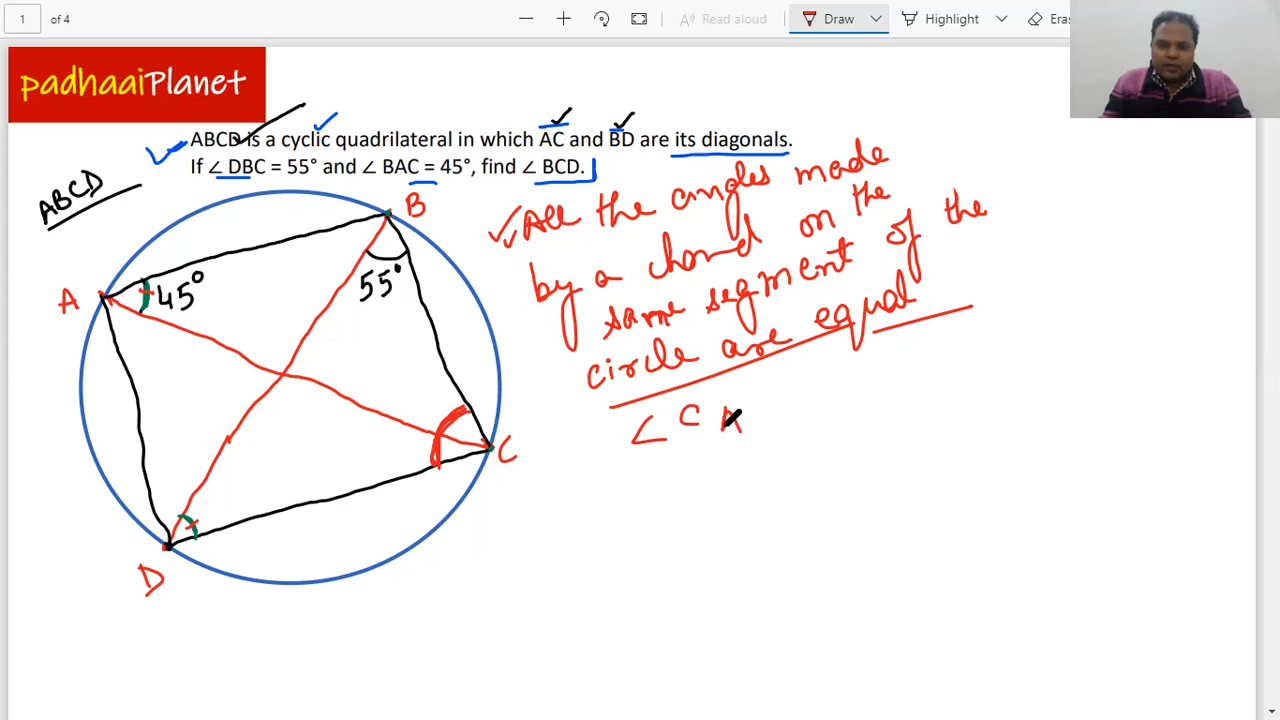 1 of 4
Read aloud
Draw
Highlight
Eras
padhaaiPlanet
ABCD is a cyclic quadrilateral in which AC and BD are its diagonals.
If ∠ DBC = 55° and ∠ BAC = 45°, find ∠ BCD.
ABCD
B
A
45°
55°
C
D
All the angles made
by a chord on the
same segment of the
circle are equal
∠ C A